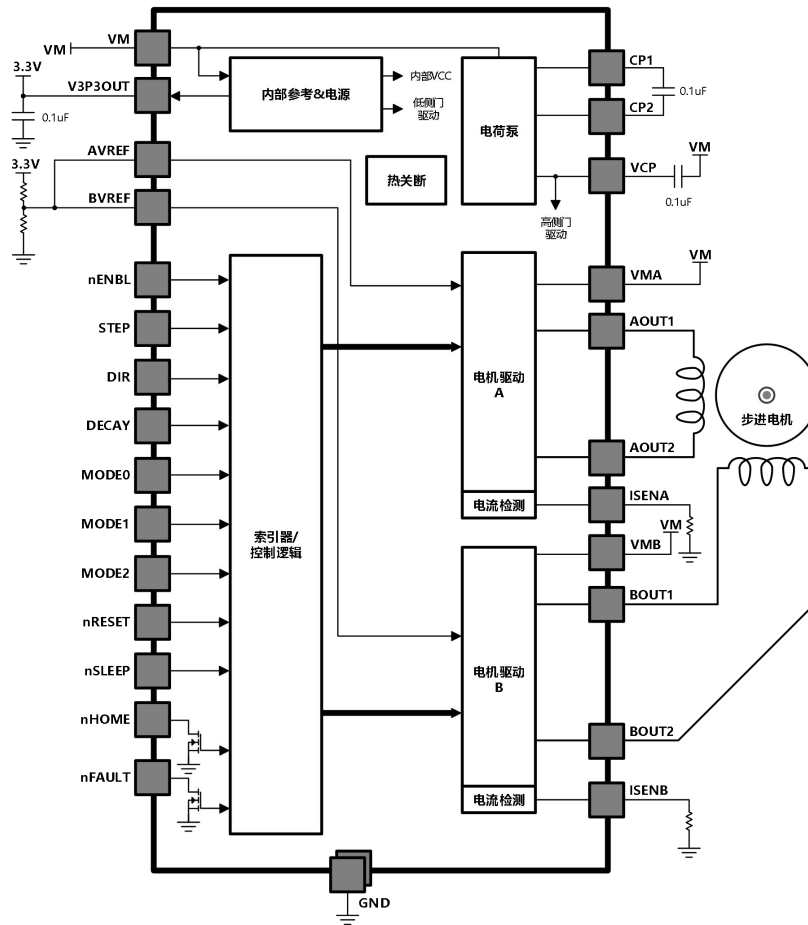 VM
VM
3.3V
V3P3OUT
0.1uF
内部参考&电源
内部VCC
低侧门
驱动
电荷泵
CP1
0.1uF
CP2
3.3V
AVREF
BVREF
热关断
高侧门
驱动
VCP
VM
0.1uF
nENBL
STEP
DIR
DECAY
MODE0
MODE1
MODE2
nRESET
nSLEEP
nHOME
nFAULT
索引器/
控制逻辑
电机驱动
A
电流检测
VMA
VM
AOUT1
步进电机
AOUT2
ISENA
VM
VMB
电机驱动
B
电流检测
BOUT1
BOUT2
ISENB
GND